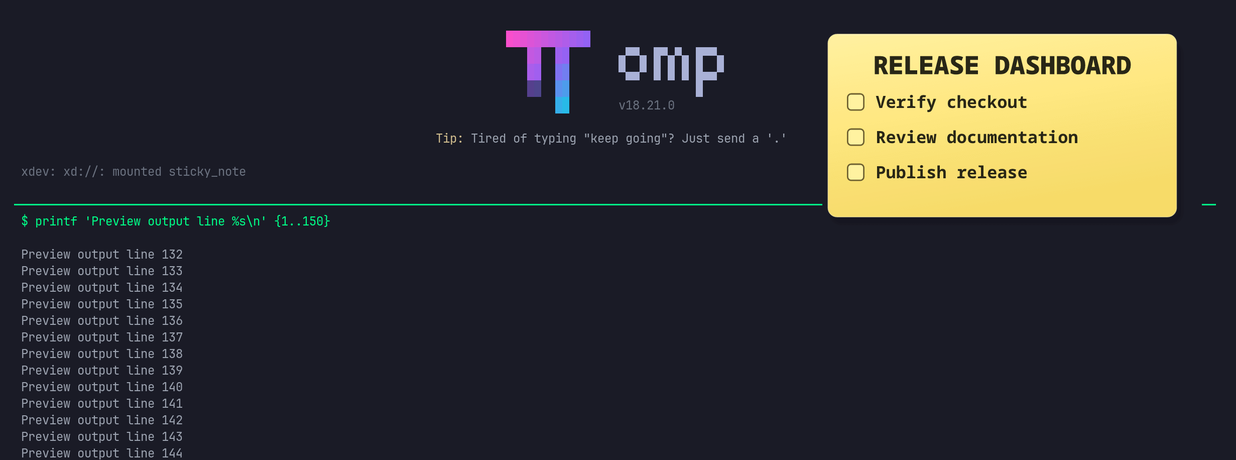 omp
v18.21.0
Tip: Tired of typing "keep going"? Just send a '.'
xdev: xd://: mounted sticky_note
RELEASE DASHBOARD
Verify checkout
Review documentation
Publish release
$ printf 'Preview output line %s\n' {1..150}
Preview output line 132
Preview output line 133
Preview output line 134
Preview output line 135
Preview output line 136
Preview output line 137
Preview output line 138
Preview output line 139
Preview output line 140
Preview output line 141
Preview output line 142
Preview output line 143
Preview output line 144